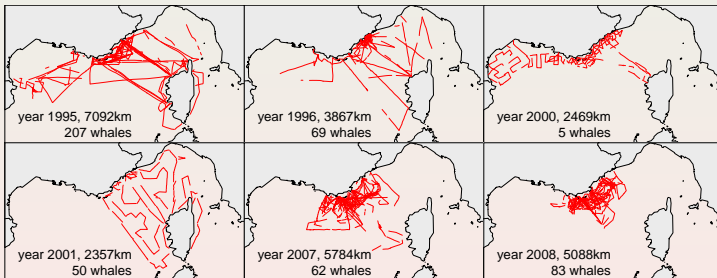 year 1995, 7092km
207 whales
year 1996, 3867km
69 whales
year 2000, 2469km
5 whales
year 2001, 2357km
50 whales
year 2007, 5784km
62 whales
year 2008, 5088km
83 whales